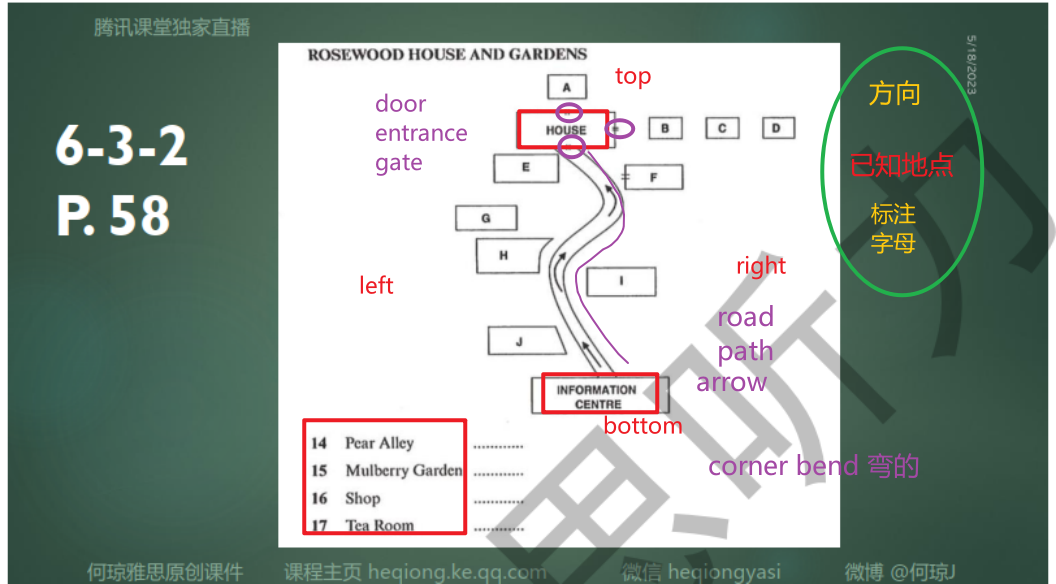 腾讯课堂独家直播
5/18/2023
6-3-2
P. 58
ROSEWOOD HOUSE AND GARDENS
top
door
entrance
gate
A
HOUSE
B
C
D
E
F
G
H
I
J
left
right
road
path
arrow
INFORMATION
CENTRE
bottom
corner bend 弯的
方向
已知地点
标注
字母
14 Pear Alley ............
15 Mulberry Garden ............
16 Shop ............
17 Tea Room ............
思听力
何琼雅思原创课件 课程主页 heqiong.ke.qq.com 微信 heqiongyasi 微博 @何琼J